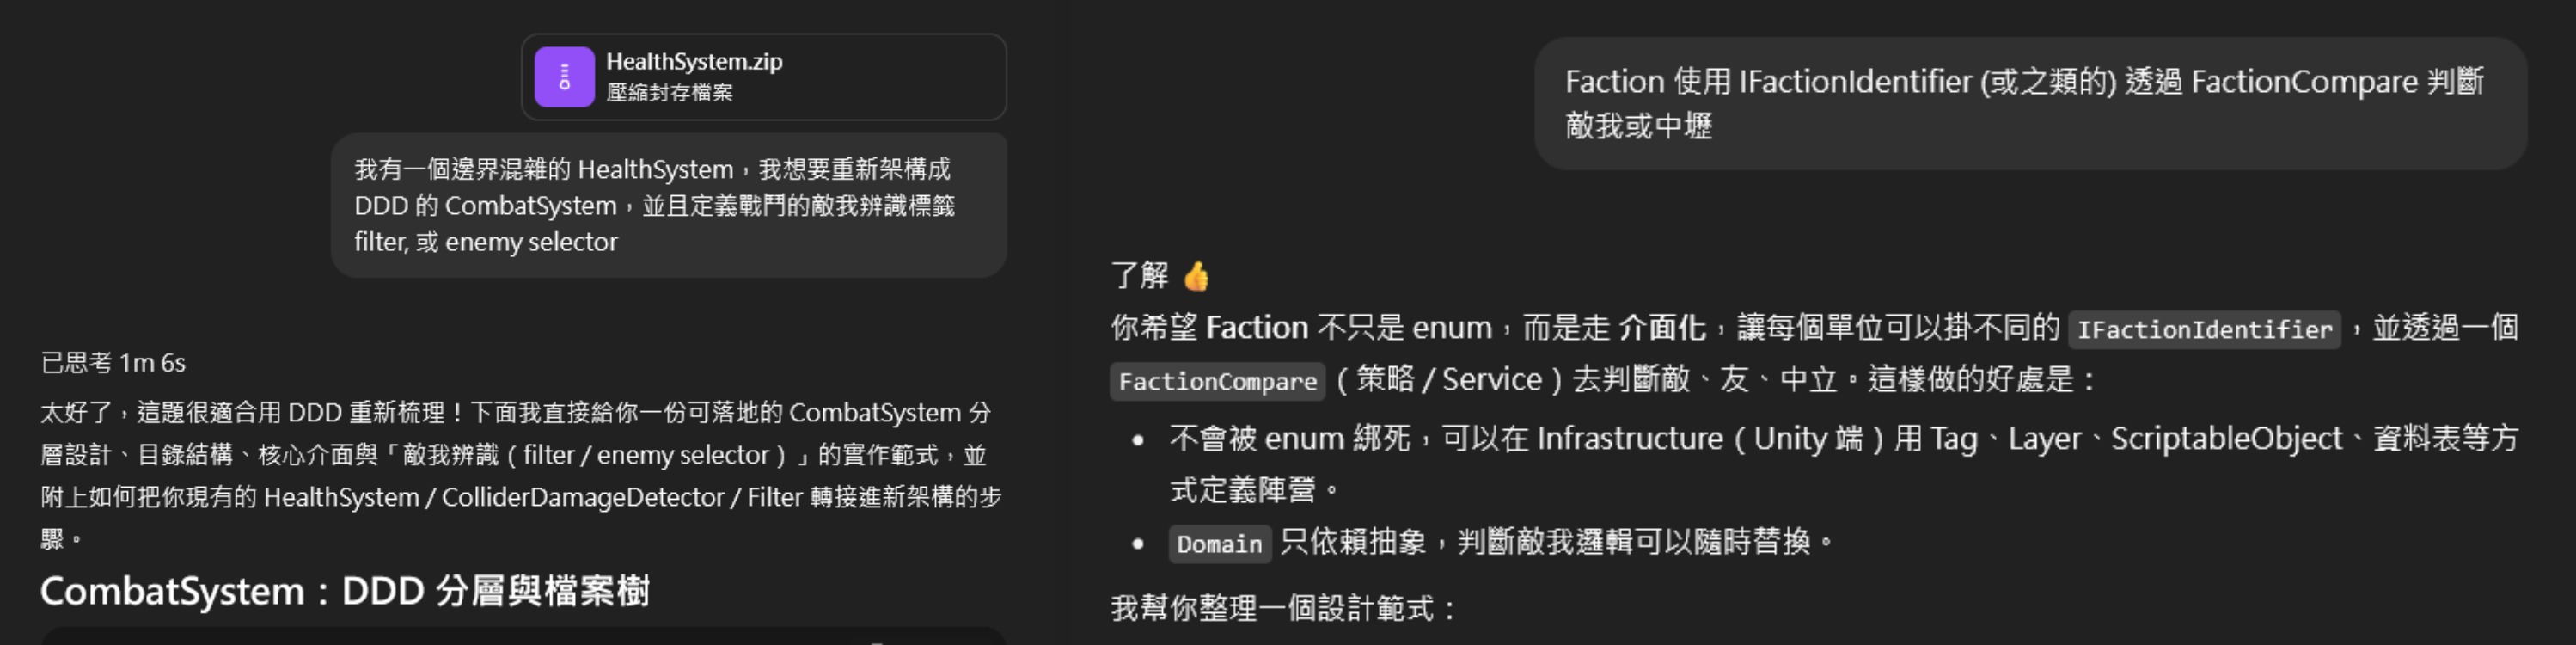 HealthSystem.zip
壓縮封存檔案
我有一個邊界混雜的 HealthSystem，我想要重新架構成
DDD 的 CombatSystem，並且定義戰鬥的敵我辨識標籤
filter, 或 enemy selector
已思考 1m 6s
太好了，這題很適合用 DDD 重新梳理！下面我直接給你一份可落地的 CombatSystem 分
層設計、目錄結構、核心介面與「敵我辨識（filter / enemy selector）」的實作範式，並
附上如何把你現有的 HealthSystem / ColliderDamageDetector / Filter 轉接進新架構的步
驟。
CombatSystem：DDD 分層與檔案樹
Faction 使用 IFactionIdentifier (或之類的) 透過 FactionCompare 判斷
敵我或中壢
了解 👍
你希望 Faction 不只是 enum，而是走 介面化，讓每個單位可以掛不同的 IFactionIdentifier，並透過一個
FactionCompare（策略 / Service）去判斷敵、友、中立。這樣做的好處是：
• 不會被 enum 綁死，可以在 Infrastructure（Unity 端）用 Tag、Layer、ScriptableObject、資料表等方
式定義陣營。
• Domain 只依賴抽象，判斷敵我邏輯可以隨時替換。
我幫你整理一個設計範式：